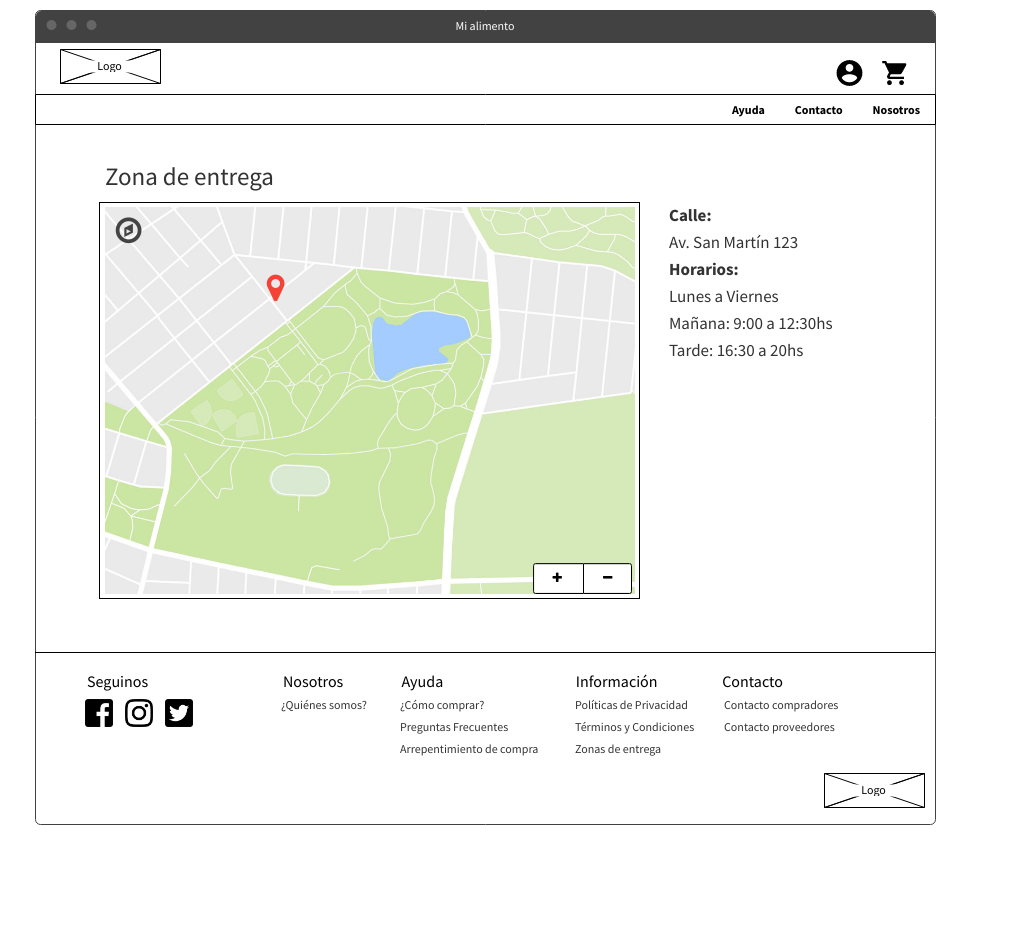 Mi alimento
Logo
Ayuda Contacto Nosotros
Zona de entrega
Calle:
Av. San Martín 123
Horarios:
Lunes a Viernes
Mañana: 9:00 a 12:30hs
Tarde: 16:30 a 20hs
+ −
Seguinos Nosotros Ayuda Información Contacto
¿Quiénes somos? ¿Cómo comprar? Políticas de Privacidad Contacto compradores
Preguntas Frecuentes Términos y Condiciones Contacto proveedores
Arrepentimiento de compra Zonas de entrega
Logo